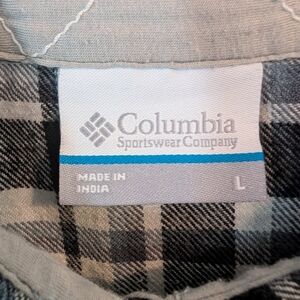 Columbia
Sportswear Company
MADE IN
INDIA
L